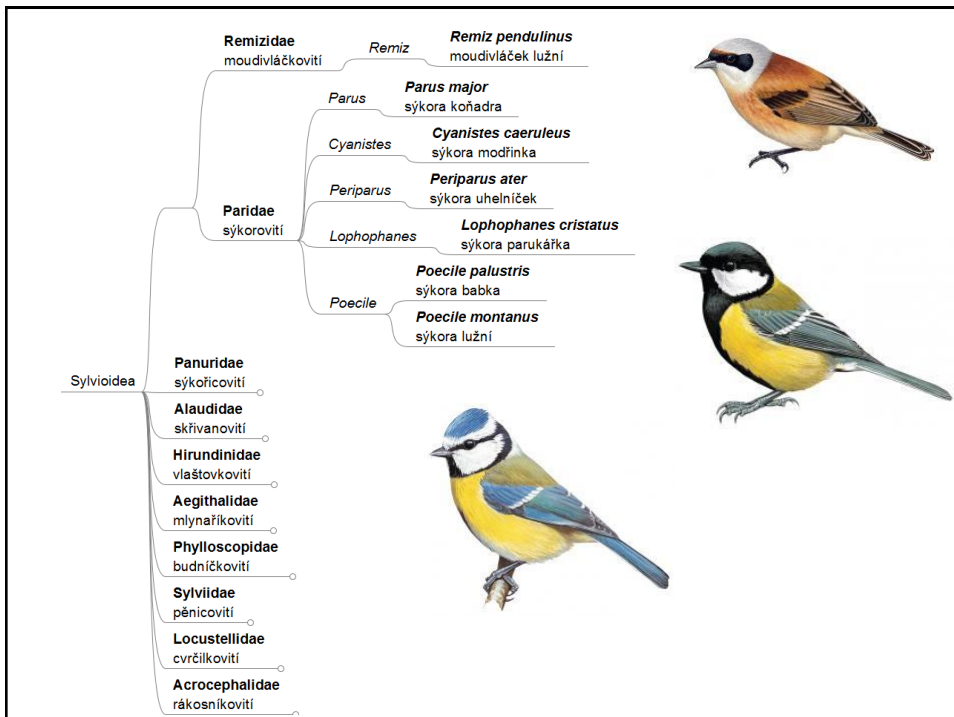 Remizidae
moudivláčkovití
Remiz
Remiz pendulinus
moudivláček lužní
Parus
Parus major
sýkora koňadra
Cyanistes
Cyanistes caeruleus
sýkora modřinka
Periparus
Periparus ater
sýkora uhelníček
Paridae
sýkorovití
Lophophanes
Lophophanes cristatus
sýkora parukářka
Poecile
Poecile palustris
sýkora babka
Poecile montanus
sýkora lužní
Sylvioidea
Panuridae
sýkořicovití
Alaudidae
skřivanovití
Hirundinidae
vlaštovkovití
Aegithalidae
mlynaříkovití
Phylloscopidae
budníčkovití
Sylviidae
pěnicovití
Locustellidae
cvrčilkovití
Acrocephalidae
rákosníkovití